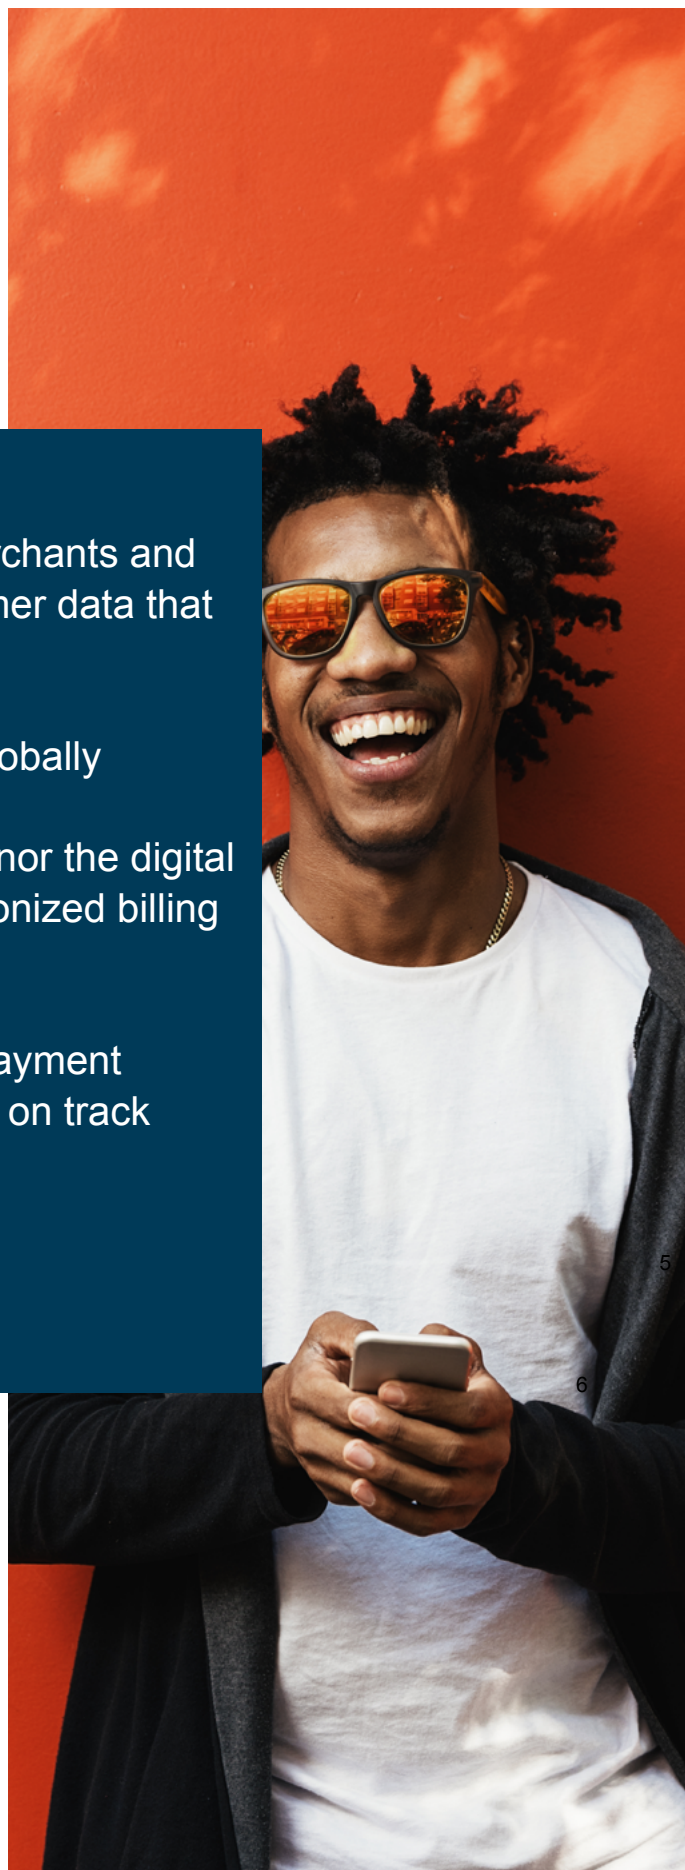 rchants and
ner data that
obally
nor the digital
onized billing
ayment
on track
5
6